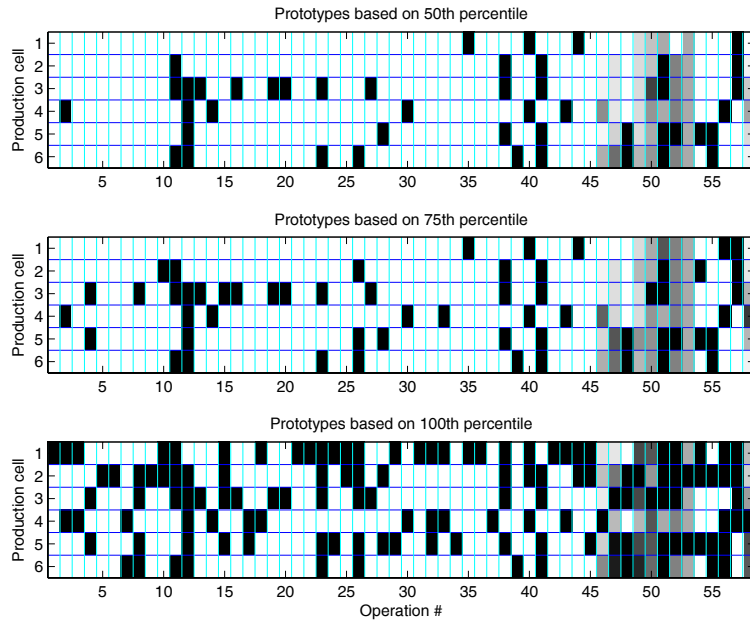 Prototypes based on 50th percentile
Production cell
1
2
3
4
5
6
5 10 15 20 25 30 35 40 45 50 55
Prototypes based on 75th percentile
Production cell
1
2
3
4
5
6
5 10 15 20 25 30 35 40 45 50 55
Prototypes based on 100th percentile
Production cell
1
2
3
4
5
6
5 10 15 20 25 30 35 40 45 50 55
Operation #